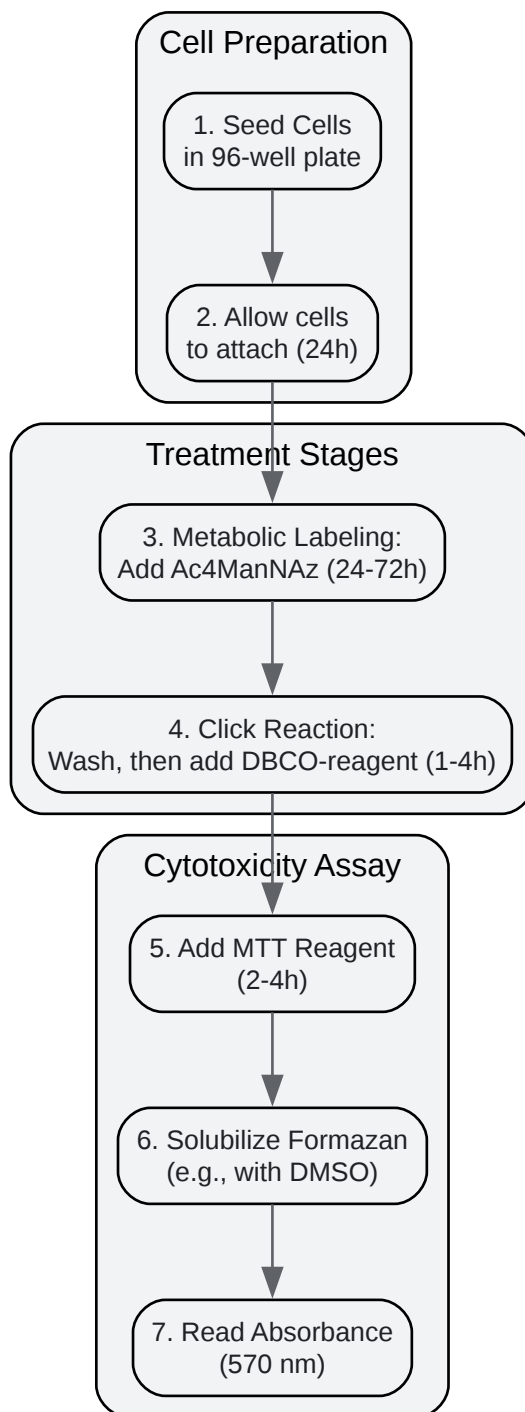 Cell Preparation
1. Seed Cells
in 96-well plate
2. Allow cells
to attach (24h)
Treatment Stages
3. Metabolic Labeling:
Add Ac4ManNAz (24-72h)
4. Click Reaction:
Wash, then add DBCO-reagent (1-4h)
Cytotoxicity Assay
5. Add MTT Reagent
(2-4h)
6. Solubilize Formazan
(e.g., with DMSO)
7. Read Absorbance
(570 nm)